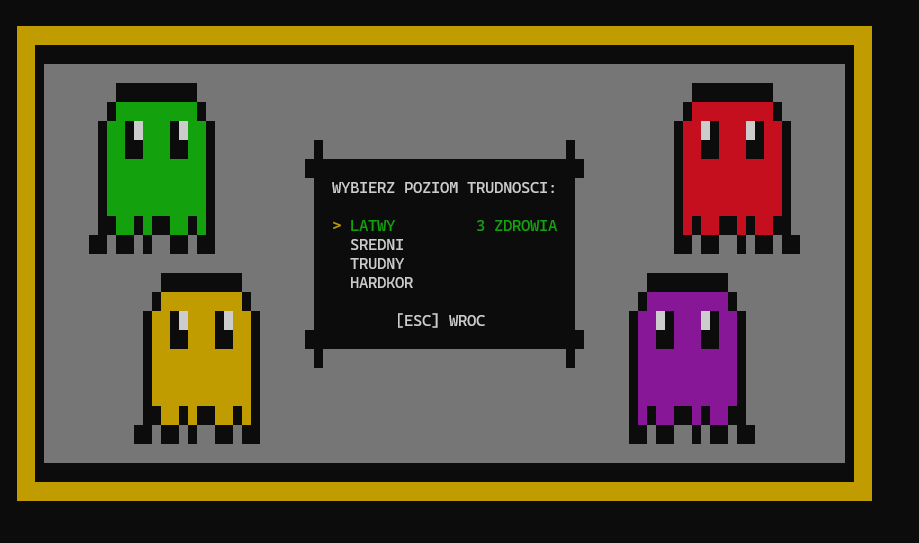 WYBIERZ POZIOM TRUDNOSCI:
> LATWY 3 ZDROWIA
SREDNI
TRUDNY
HARDKOR
[ESC] WROC